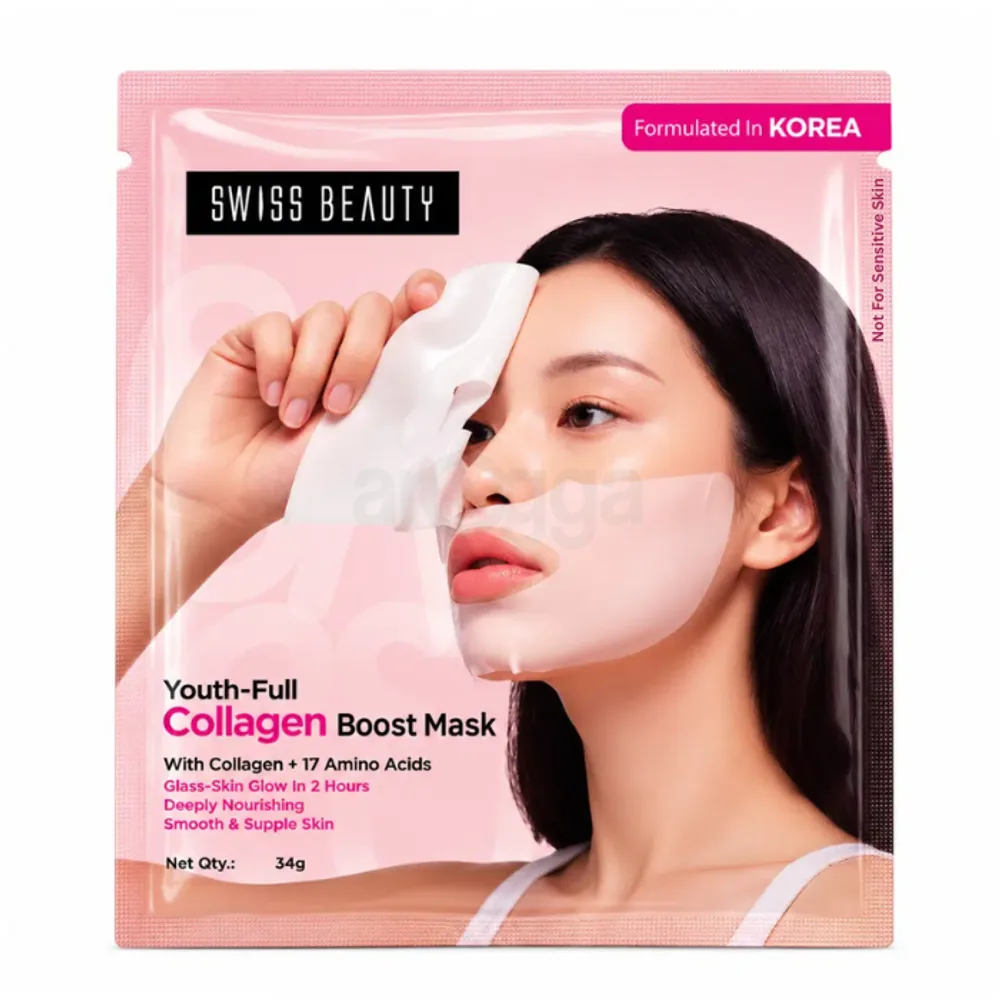 Formulated In KOREA
SWISS BEAUTY
Not For Sensitive Skin
arogga
Youth-Full
Collagen Boost Mask
With Collagen + 17 Amino Acids
Glass-Skin Glow In 2 Hours
Deeply Nourishing
Smooth & Supple Skin
Net Qty.: 34g